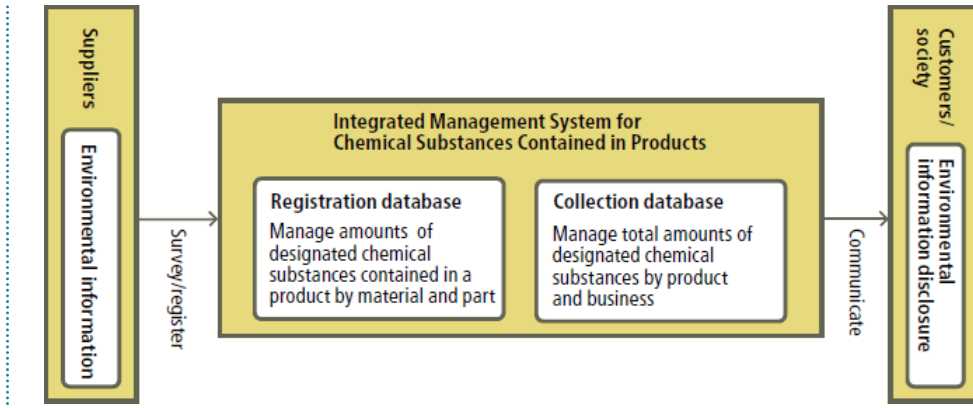 Suppliers
Environmental information
Survey/register
Integrated Management System for
Chemical Substances Contained in Products
Registration database
Manage amounts of
designated chemical
substances contained in a
product by material and part
Collection database
Manage total amounts of
designated chemical
substances by product
and business
Communicate
Customers/
society
Environmental
information disclosure